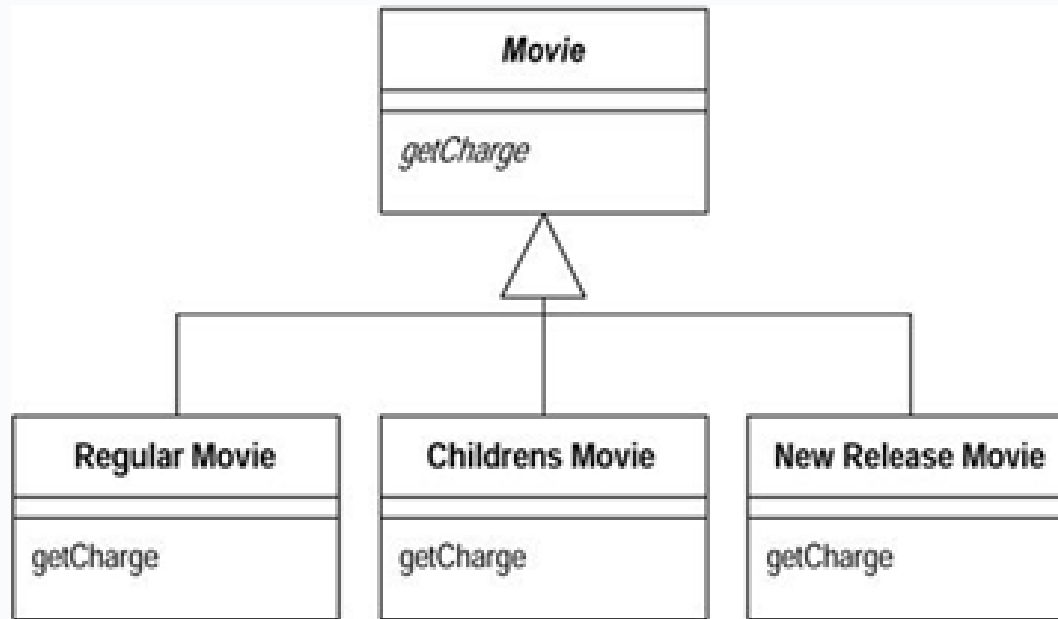 Movie
getCharge
Regular Movie
Childrens Movie
New Release Movie
getCharge
getCharge
getCharge